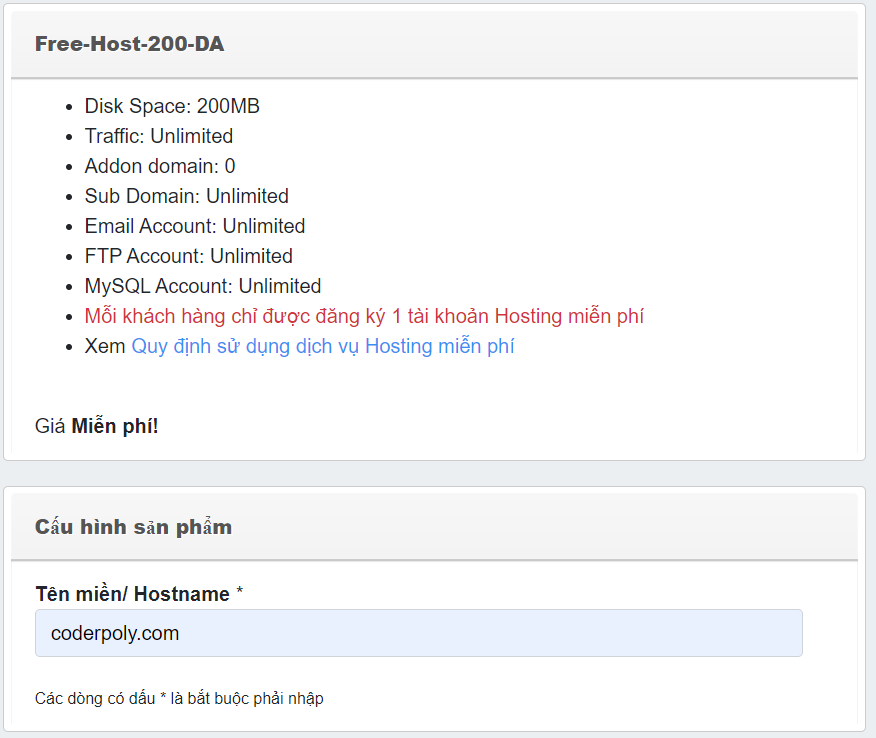 Free-Host-200-DA
Disk Space: 200MB
Traffic: Unlimited
Addon domain: 0
Sub Domain: Unlimited
Email Account: Unlimited
FTP Account: Unlimited
MySQL Account: Unlimited
Mỗi khách hàng chỉ được đăng ký 1 tài khoản Hosting miễn phí
Xem Quy định sử dụng dịch vụ Hosting miễn phí
Giá Miễn phí!
Cấu hình sản phẩm
Tên miền/ Hostname *
coderpoly.com
Các dòng có dấu * là bắt buộc phải nhập